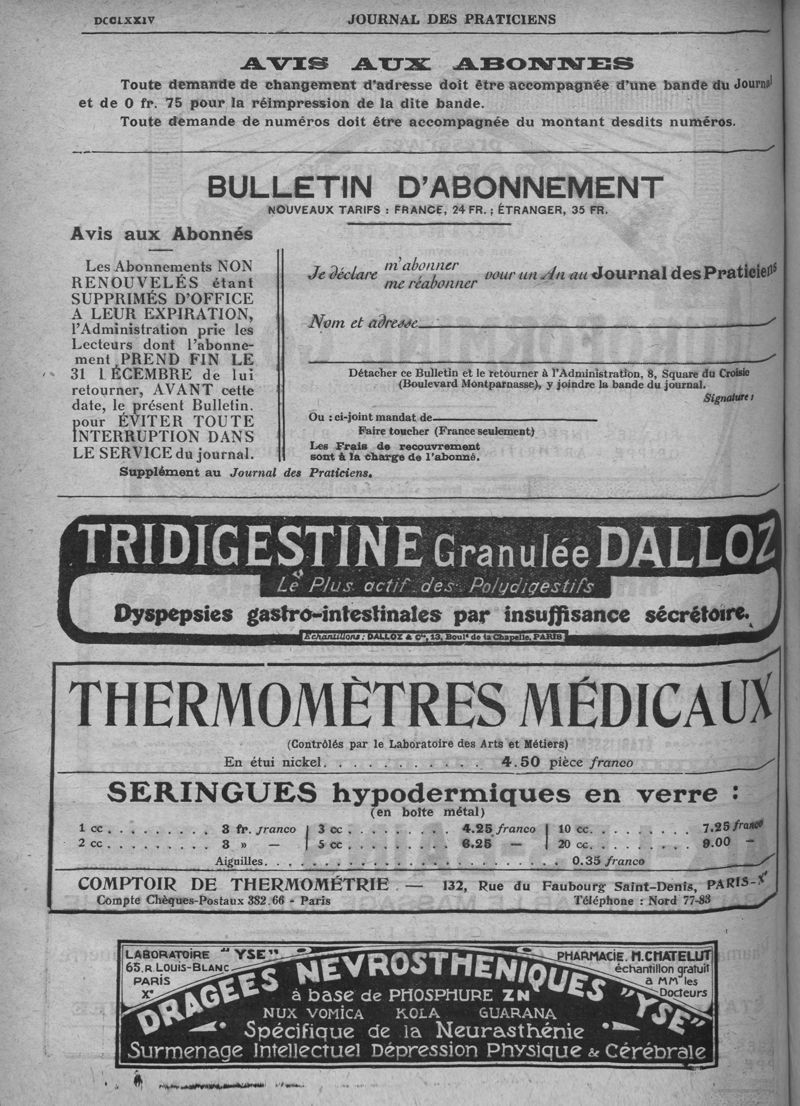 DCCLXXIV
JOURNAL DES PRATICIENS
AVIS AUX ABONNES
Toute demande de changement d'adresse doit être accompagnée d'une bande du Journal
et de 0 fr. 75 pour la réimpression de la dite bande.
Toute demande de numéros doit être accompagnée du montant desdits numéros.
BULLETIN D'ABONNEMENT
NOUVEAUX TARIFS : FRANCE, 24 FR. ; ÉTRANGER, 35 FR.
Avis aux Abonnés
Les Abonnements NON
RENOUVELÉS étant
SUPPRIMÉS D'OFFICE
A LEUR EXPIRATION,
l'Administration prie les
Lecteurs dont l'abonne-
ment PREND FIN LE
31 DÉCEMBRE de lui
retourner, AVANT cette
date, le présent Bulletin.
pour ÉVITER TOUTE
INTERRUPTION DANS
LE SERVICE du journal.
Supplément au Journal des Praticiens.
Je déclare m'abonner
me réabonner pour un An au Journal des Praticiens
Nom et adresse
Détacher ce Bulletin et le retourner à l'Administration, 8, Square du Croisic
(Boulevard Montparnasse), y joindre la bande du journal.
Signature :
Ou : ci-joint mandat de
Faire toucher (France seulement)
Les Frais de recouvrement
sont à la charge de l'abonné.
TRIDIGESTINE Granulée DALLOZ
Le Plus actif des Polydigestifs
Dyspepsies gastro-intestinales par insuffisance sécrétoire.
Echantillons : DALLOZ & Cie, 13, Bould de la Chapelle, PARIS
THERMOMÈTRES MÉDICAUX
(Contrôlés par le Laboratoire des Arts et Métiers)
En étui nickel. . . . . . . . . . . 4.50 pièce franco
SERINGUES hypodermiques en verre :
(en boîte métal)
1 cc . . . . . . . . . 3 fr. franco | 3 cc . . . . . . . . . 4.25 franco | 10 cc. . . . . . . . . 7.25 franco
2 cc . . . . . . . . . 3 » — | 5 cc . . . . . . . . . 6.25 — | 20 cc. . . . . . . . . 9.00 —
Aiguilles. . . . . . . . . . . . . . . . . . . . . . . . . 0.35 franco
COMPTOIR DE THERMOMÉTRIE — 132, Rue du Faubourg Saint-Denis, PARIS-Xe
Compte Chèques-Postaux 382.66 - Paris
Téléphone : Nord 77-83
LABORATOIRE "YSE"
65. R. LOUIS-BLANC
PARIS
Xe
PHARMACIE. M. CHATELUT
échantillon gratuit
à MM les
Docteurs
DRAGÉES NEVROSTHENIQUES "YSE"
à base de PHOSPHURE ZN
NUX VOMICA KOLA GUARANA
Spécifique de la Neurasthénie
Surmenage Intellectuel Dépression Physique & Cérébrale